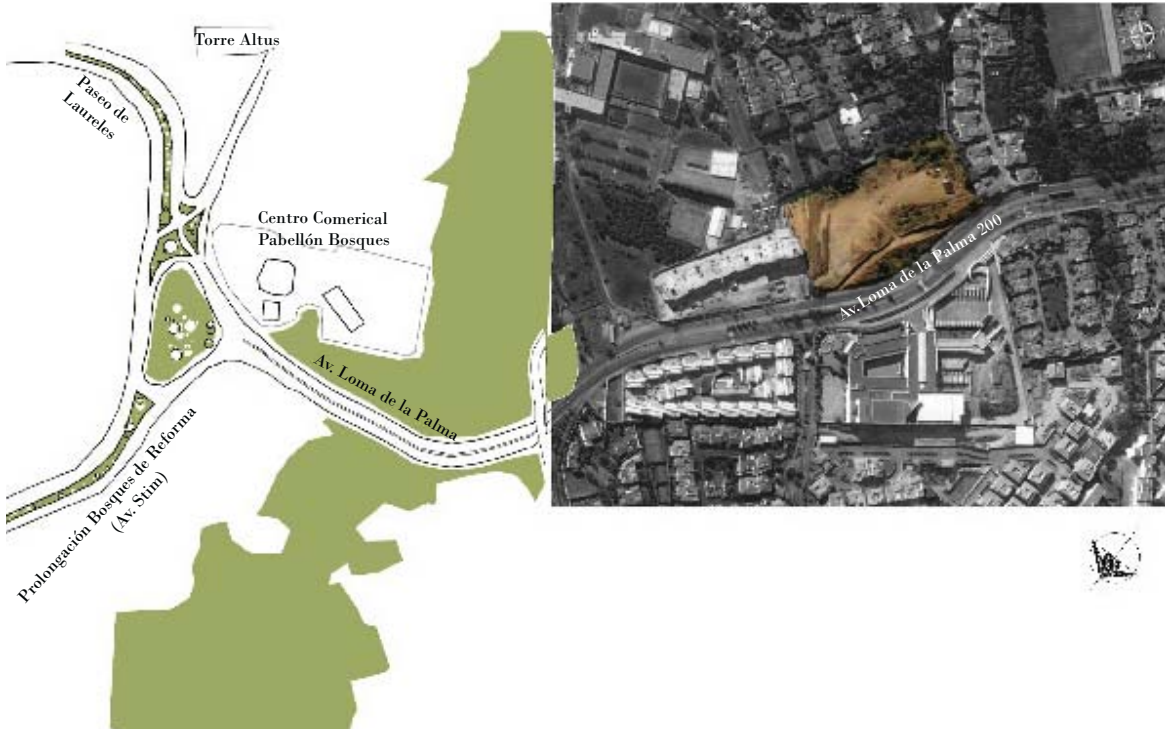 Torre Altus
Paseo de
Laureles
Centro Comerical
Pabellón Bosques
Av. Loma de la Palma 200
Av. Loma de la Palma
Prolongación Bosques de Reforma
(Av. Stim)